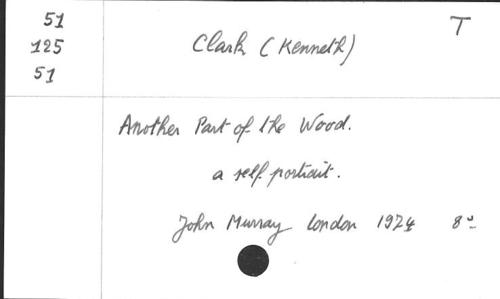 51
125
51
T
Clark (Kenneth)
Another Part of the Wood.
a self portrait.
John Murray London 1974 8º